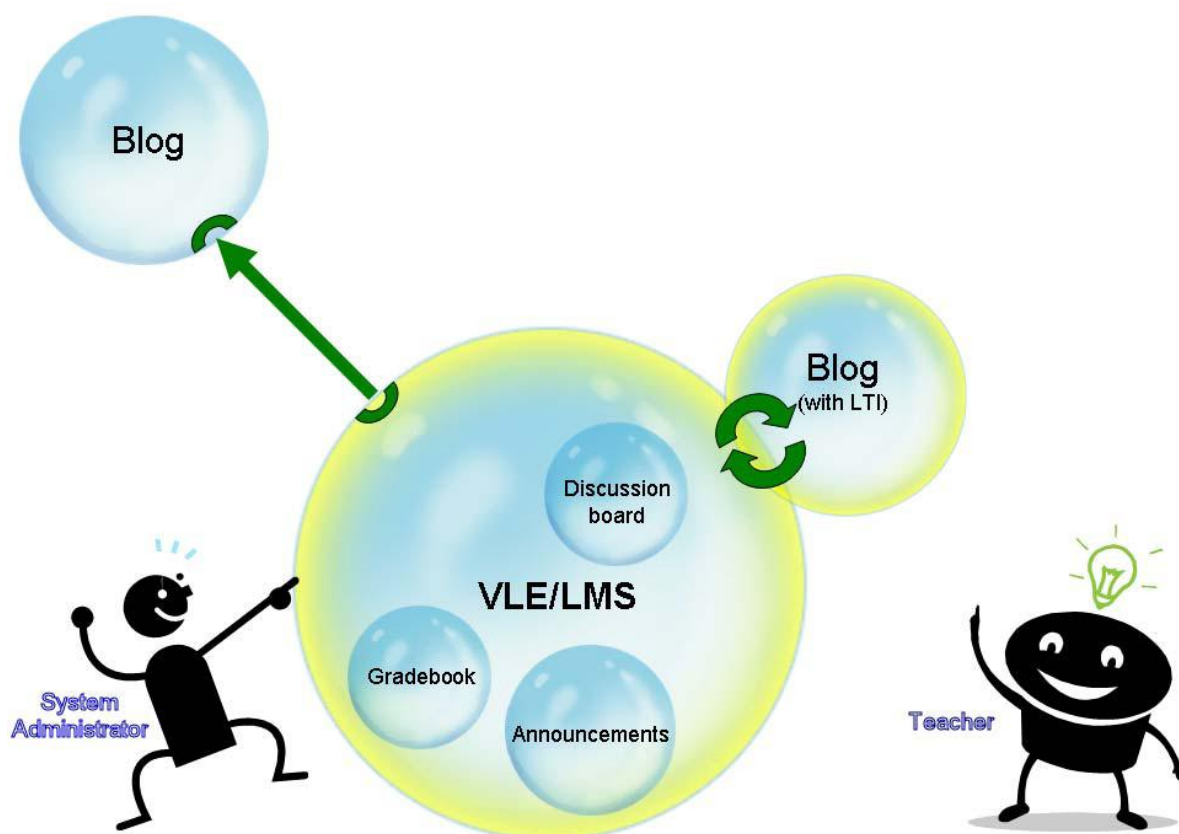 Blog
Blog
(with LTI)
Discussion
board
VLE/LMS
Gradebook
Announcements
System
Administrator
Teacher